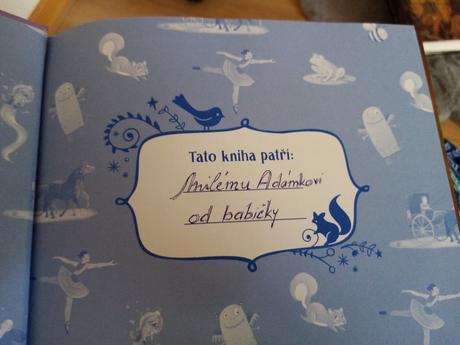 Tato kniha patří:
milému Adámkovi
od babičky